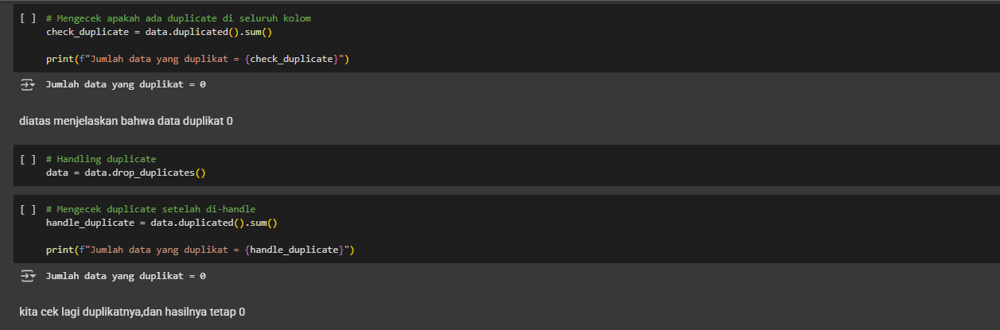 [ ] # Mengecek apakah ada duplicate di seluruh kolom
check_duplicate = data.duplicated().sum()
print(f"Jumlah data yang duplikat = {check_duplicate}")
Jumlah data yang duplikat = 0
diatas menjelaskan bahwa data duplikat 0
[ ] # Handling duplicate
data = data.drop_duplicates()
[ ] # Mengecek duplicate setelah di-handle
handle_duplicate = data.duplicated().sum()
print(f"Jumlah data yang duplikat = {handle_duplicate}")
Jumlah data yang duplikat = 0
kita cek lagi duplikatnya,dan hasilnya tetap 0